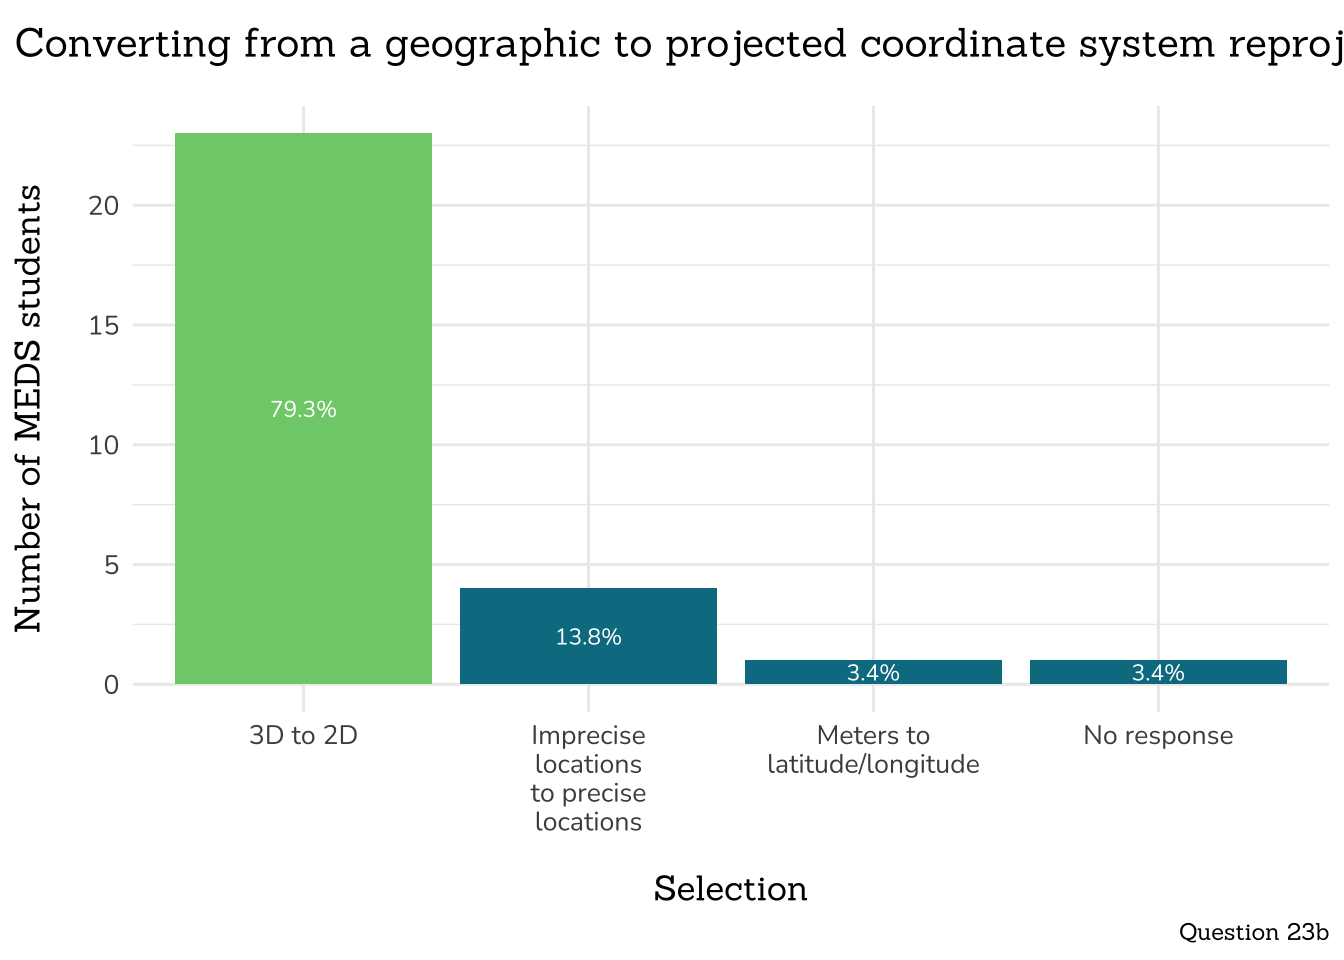 Converting from a geographic to projected coordinate system reproj
Number of MEDS students
20
15
10
5
0
79.3%
13.8%
3.4%
3.4%
3D to 2D
Imprecise
locations
to precise
locations
Meters to
latitude/longitude
No response
Selection
Question 23b